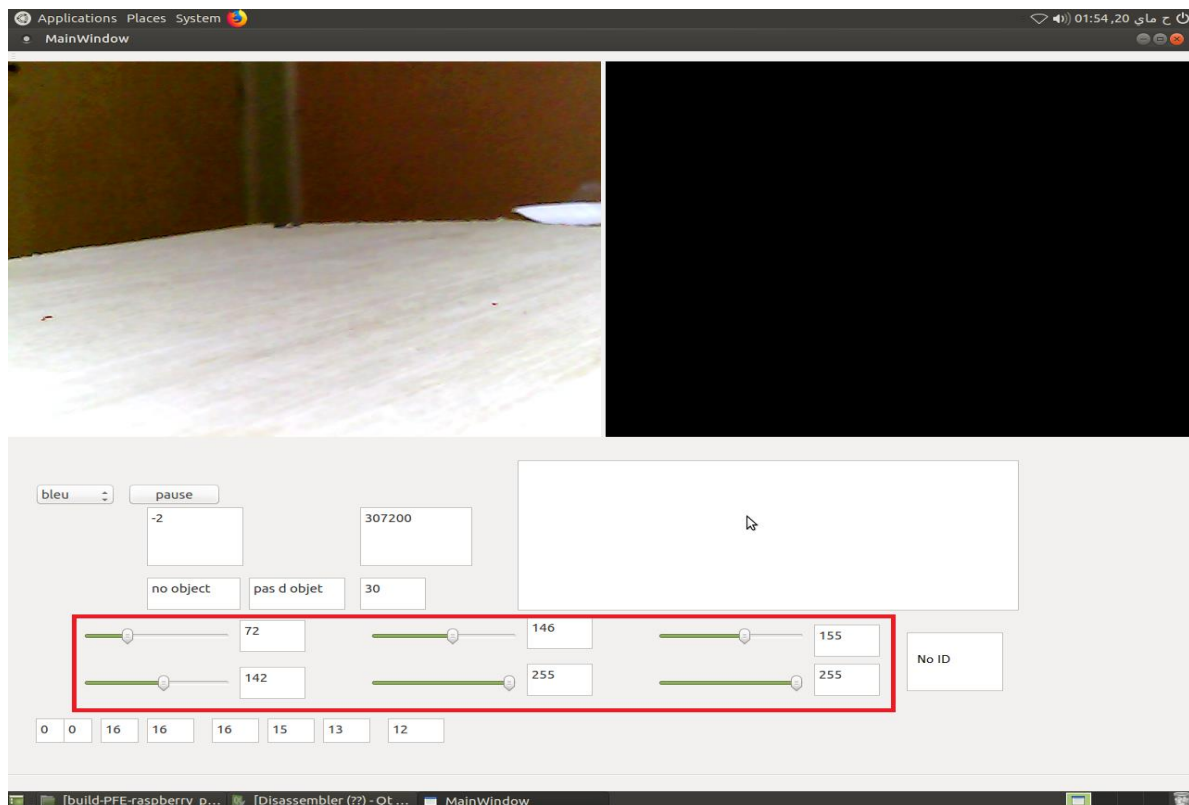 Applications Places System
ح ماي 20, 01:54
MainWindow
bleu
pause
-2
307200
no object
pas d objet
30
72
146
155
142
255
255
No ID
0 0 16 16 16 15 13 12
[build-PFE-raspberry_p... [Disassembler (??) - Qt ... MainWindow